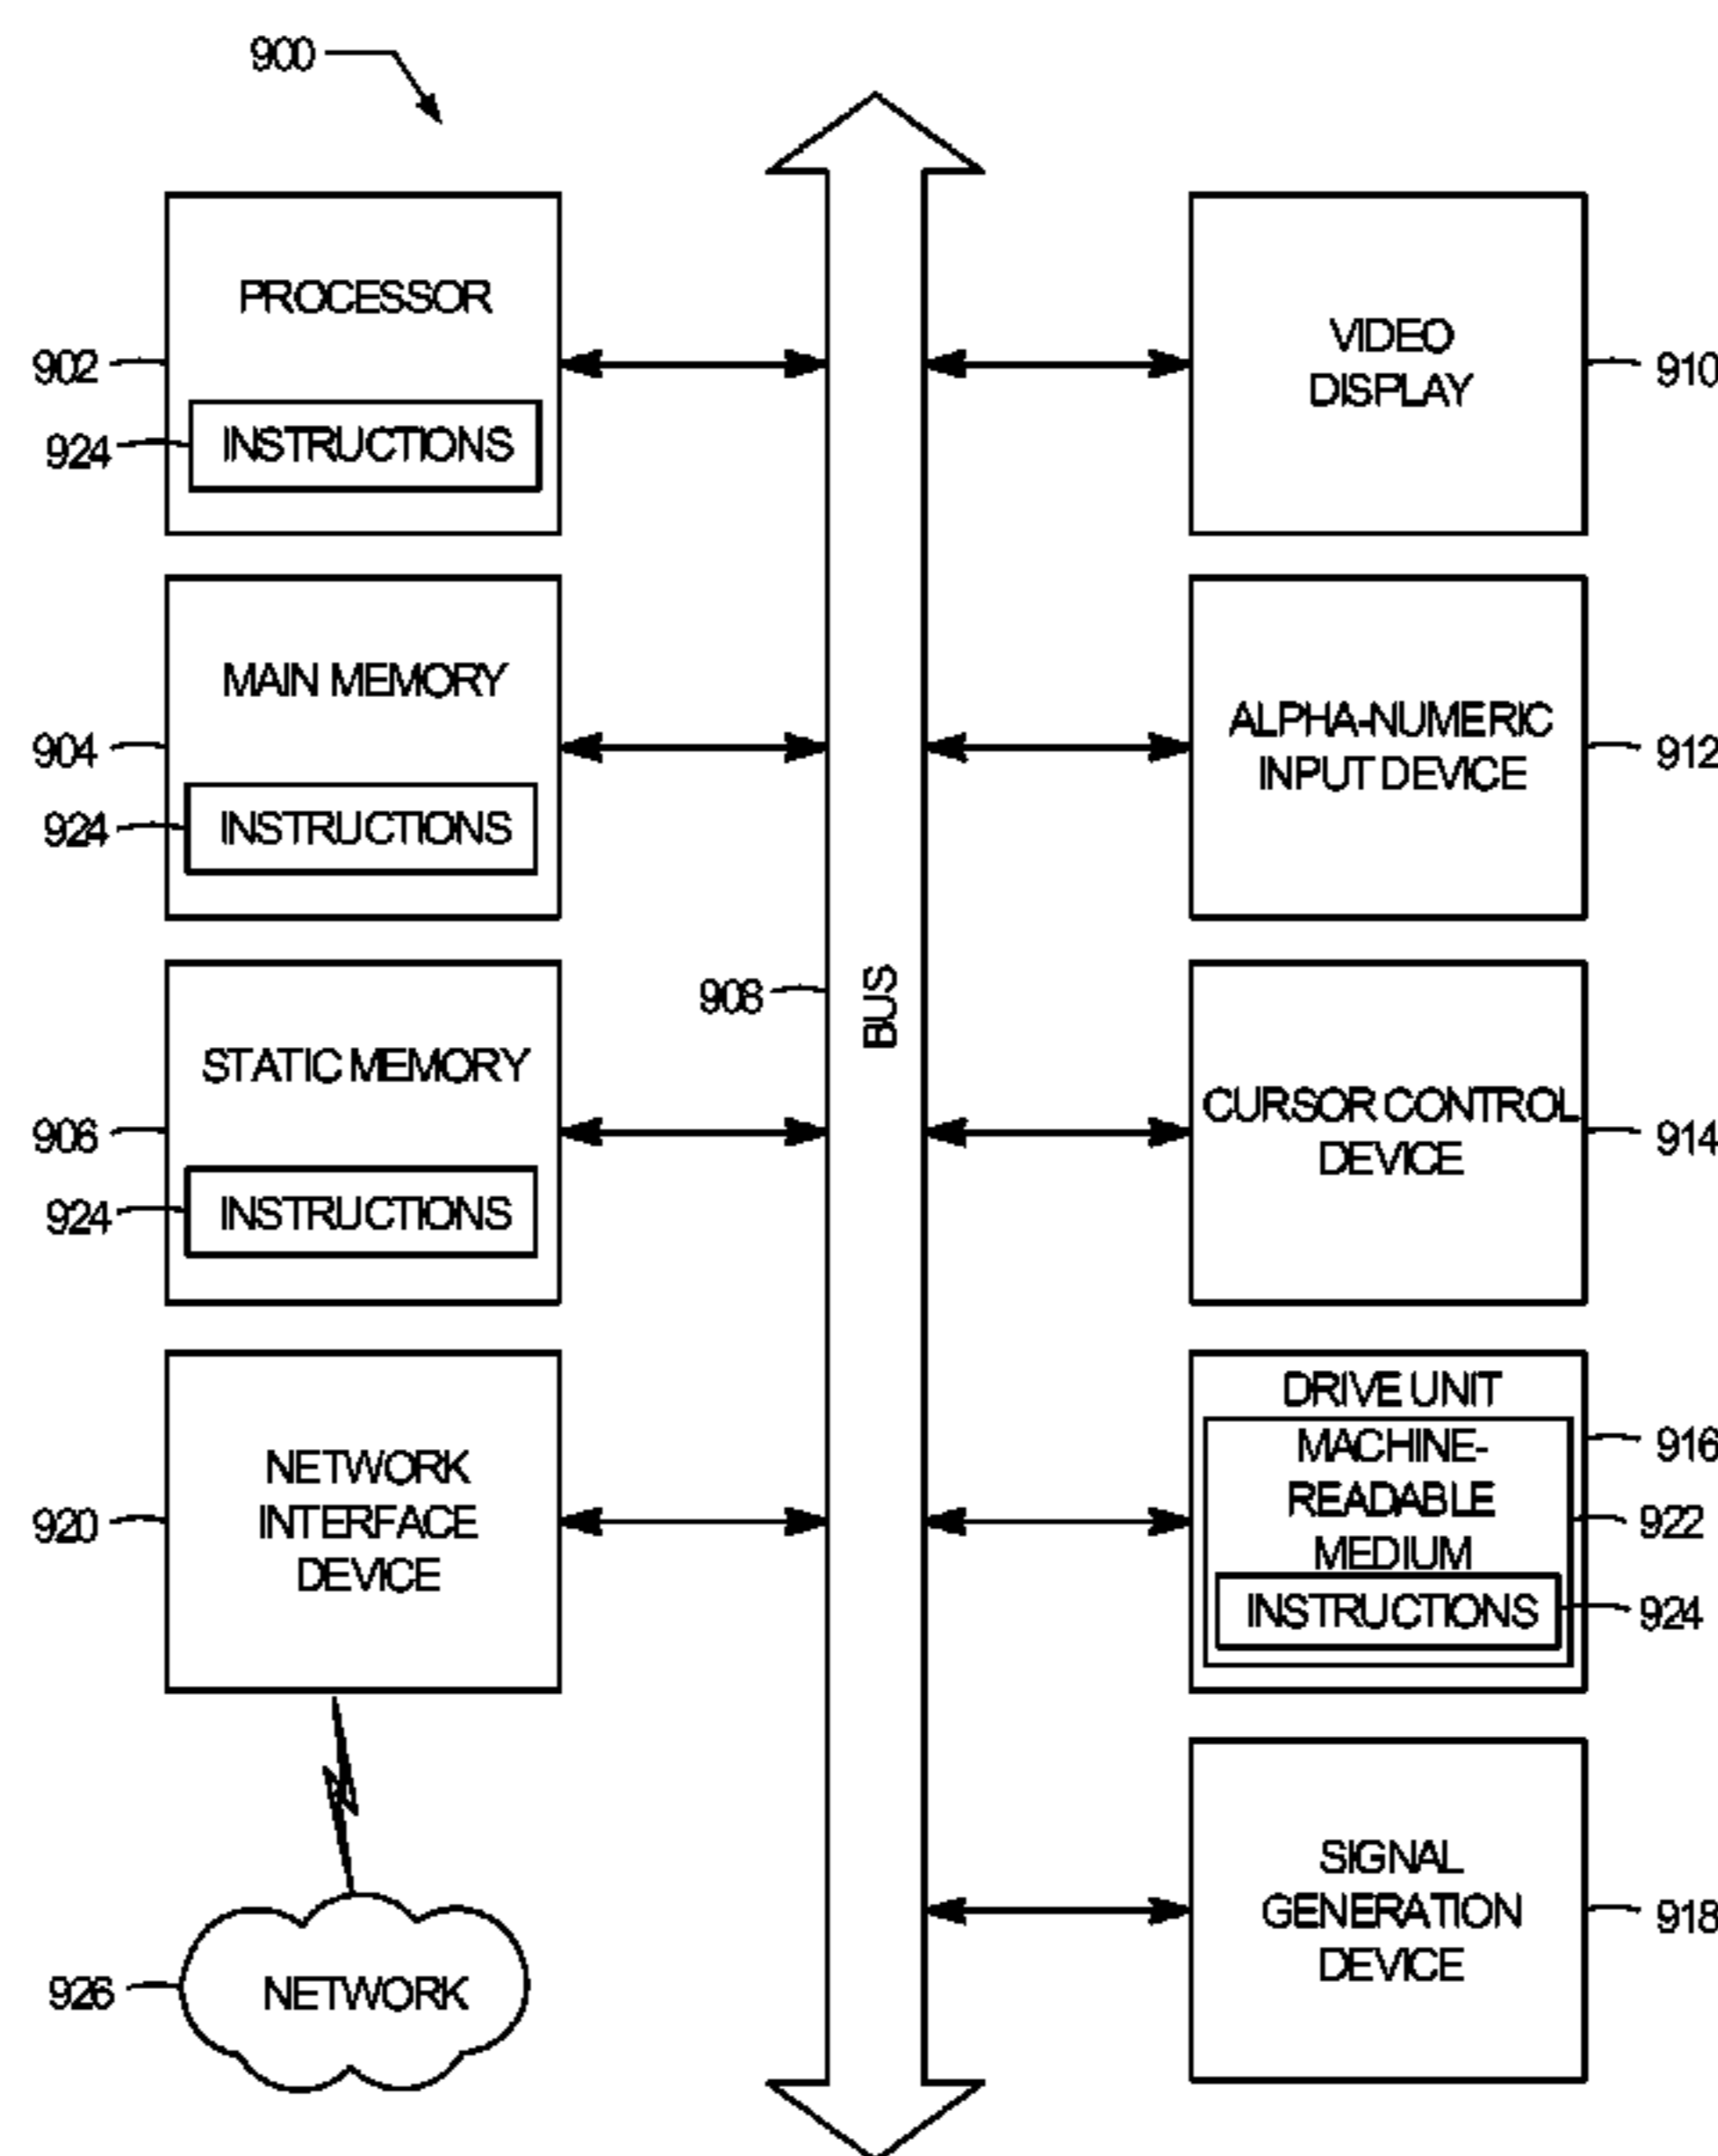 900
PROCESSOR
902
924
INSTRUCTIONS
MAIN MEMORY
904
924
INSTRUCTIONS
STATIC MEMORY
906
924
INSTRUCTIONS
NETWORK
INTERFACE
DEVICE
920
926
NETWORK
908
BUS
VIDEO
DISPLAY
910
ALPHA-NUMERIC
INPUT DEVICE
912
CURSOR CONTROL
DEVICE
914
DRIVE UNIT
916
MACHINE-
READABLE
MEDIUM
922
INSTRUCTIONS
924
SIGNAL
GENERATION
DEVICE
918